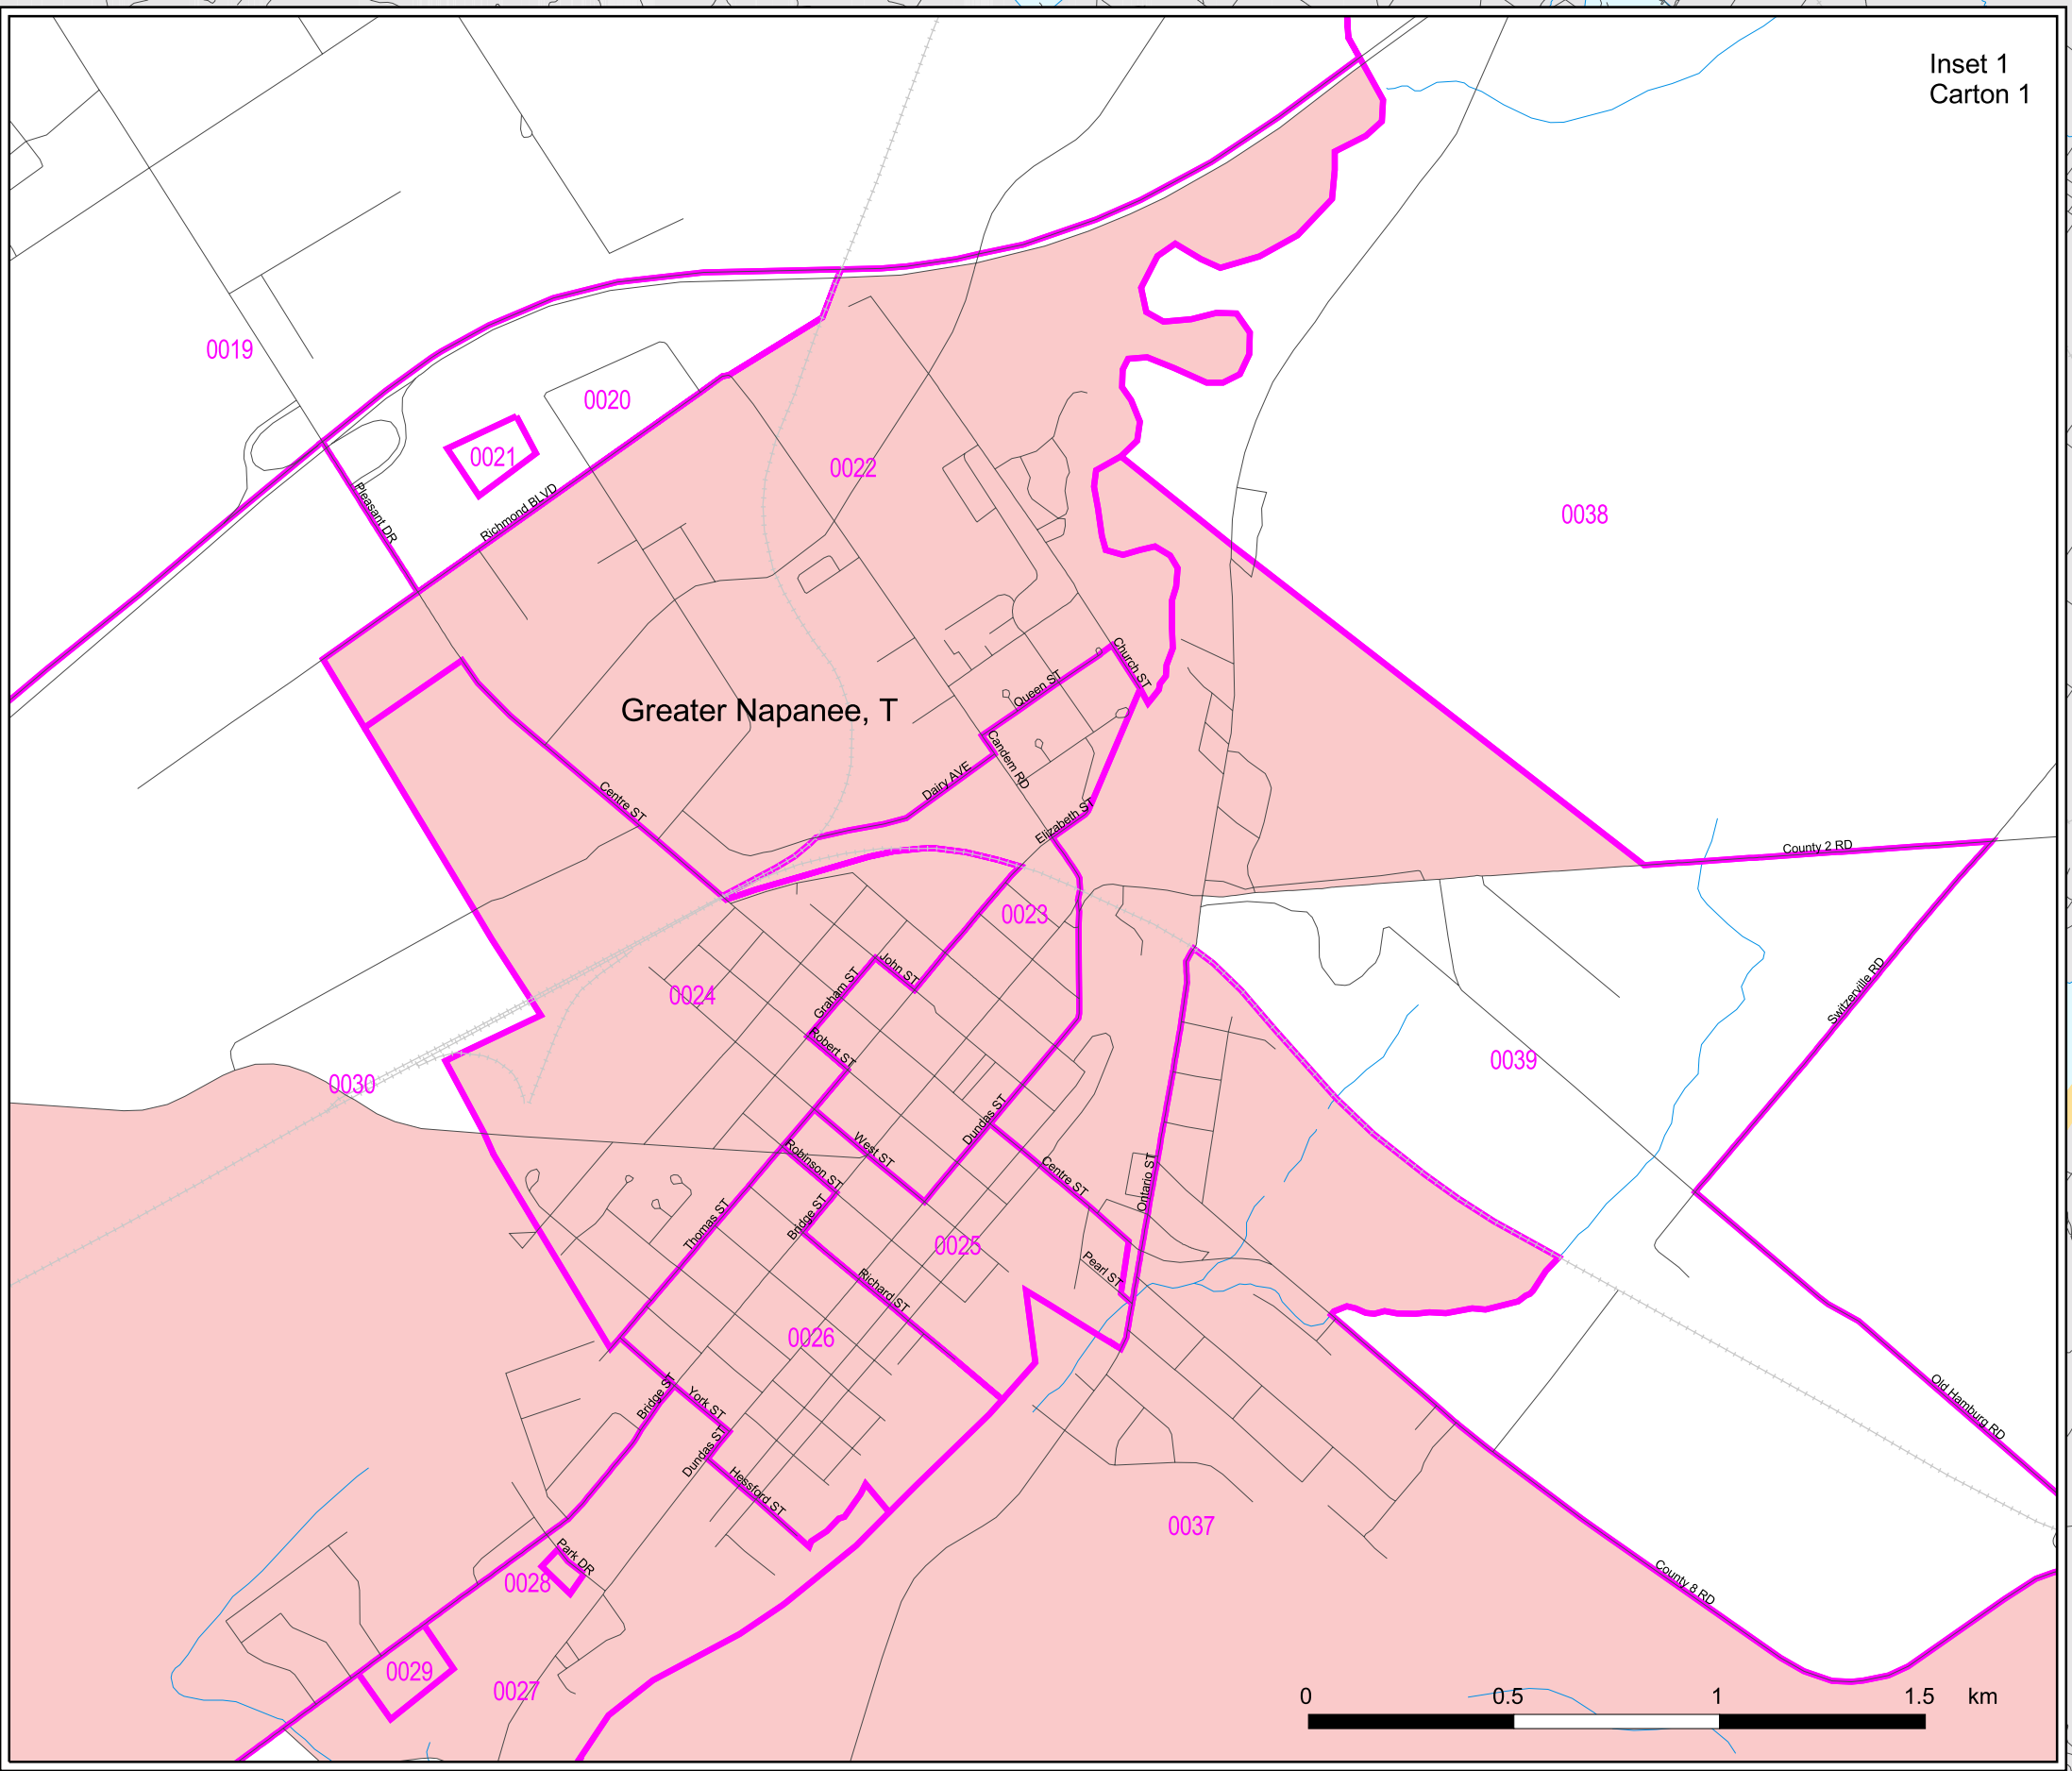 Inset 1
Carton 1
0019
0020
0021
0022
0038
Pleasant DR
Richmond BLVD
Greater Napanee, T
Church ST
Queen ST
Candem RD
Dairy AVE
Centre ST
Elizabeth ST
County 2 RD
0023
John ST
Graham ST
0024
Robert ST
Switzerville RD
0039
0030
Dundas ST
West ST
Robinson ST
Centre ST
Ontario ST
Thomas ST
Bridge ST
0025
Pearl ST
Richard ST
0026
Bridge ST
York ST
Dundas ST
Hessford ST
Old Hamburg RD
0037
Park DR
0028
County 8 RD
0029
0027
0 0.5 1 1.5 km